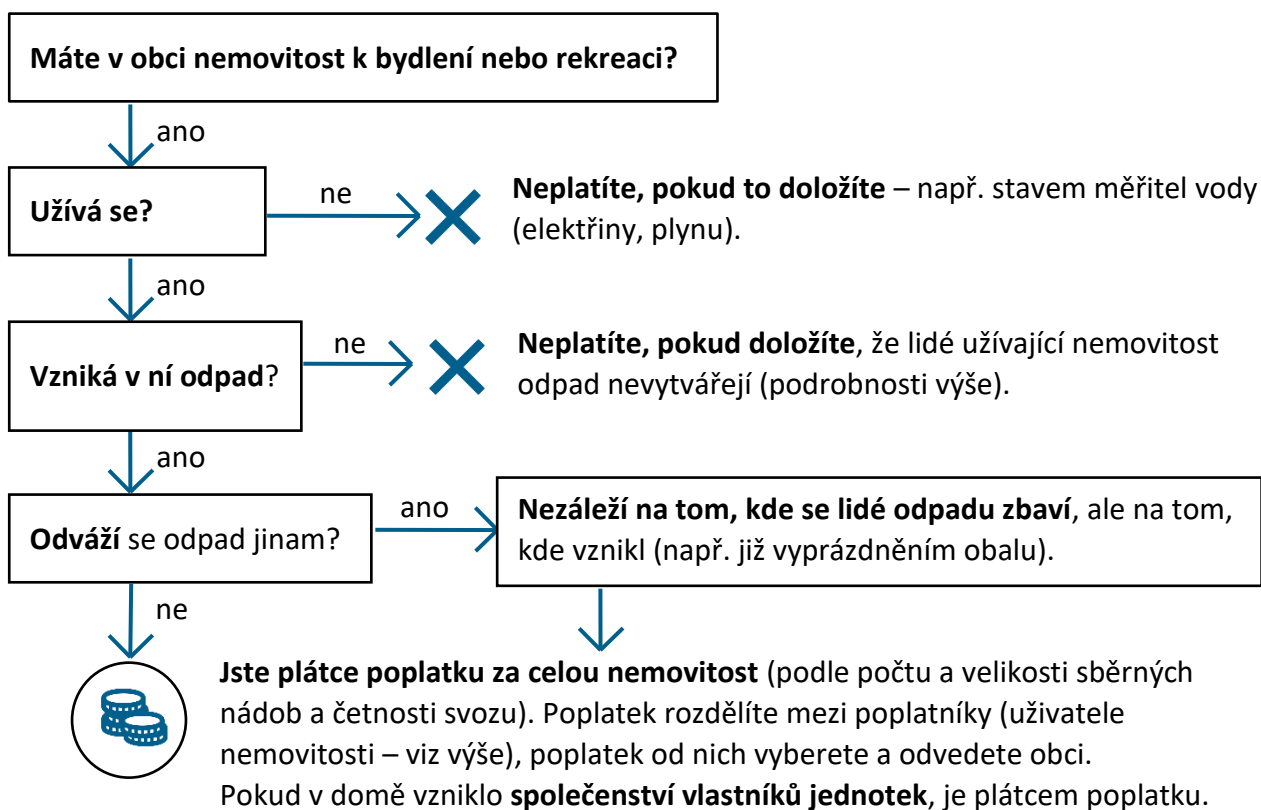 Máte v obci nemovitost k bydlení nebo rekreaci?
ano
Užívá se?
ne
Neplatíte, pokud to doložíte – např. stavem měřitel vody
(elektřiny, plynu).
ano
Vzniká v ní odpad?
ne
Neplatíte, pokud doložíte, že lidé užívající nemovitost
odpad nevytvářejí (podrobnosti výše).
ano
Odváží se odpad jinam?
ano
Nezáleží na tom, kde se lidé odpadu zbaví, ale na tom,
kde vznikl (např. již vyprázdněním obalu).
ne
Jste plátce poplatku za celou nemovitost (podle počtu a velikosti sběrných
nádob a četnosti svozu). Poplatek rozdělíte mezi poplatníky (uživatele
nemovitosti – viz výše), poplatek od nich vyberete a odvedete obci.
Pokud v domě vzniklo společenství vlastníků jednotek, je plátcem poplatku.